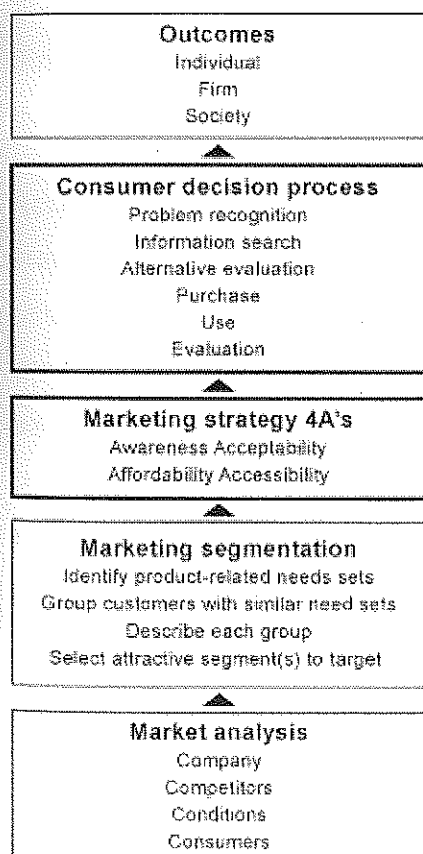 Outcomes
Individual
Firm
Society
Consumer decision process
Problem recognition
Information search
Alternative evaluation
Purchase
Use
Evaluation
Marketing strategy 4A's
Awareness Acceptability
Affordability Accessibility
Marketing segmentation
Identify product-related needs sets
Group customers with similar need sets
Describe each group
Select attractive segment(s) to target
Market analysis
Company
Competitors
Conditions
Consumers